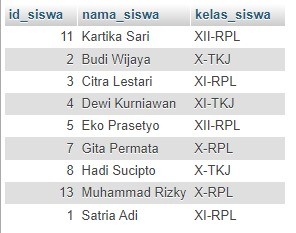 id_siswa nama_siswa kelas_siswa
11 Kartika Sari XII-RPL
2 Budi Wijaya X-TKJ
3 Citra Lestari XI-RPL
4 Dewi Kurniawan XI-TKJ
5 Eko Prasetyo XII-RPL
7 Gita Permata X-RPL
8 Hadi Sucipto X-TKJ
13 Muhammad Rizky X-RPL
1 Satria Adi XI-RPL